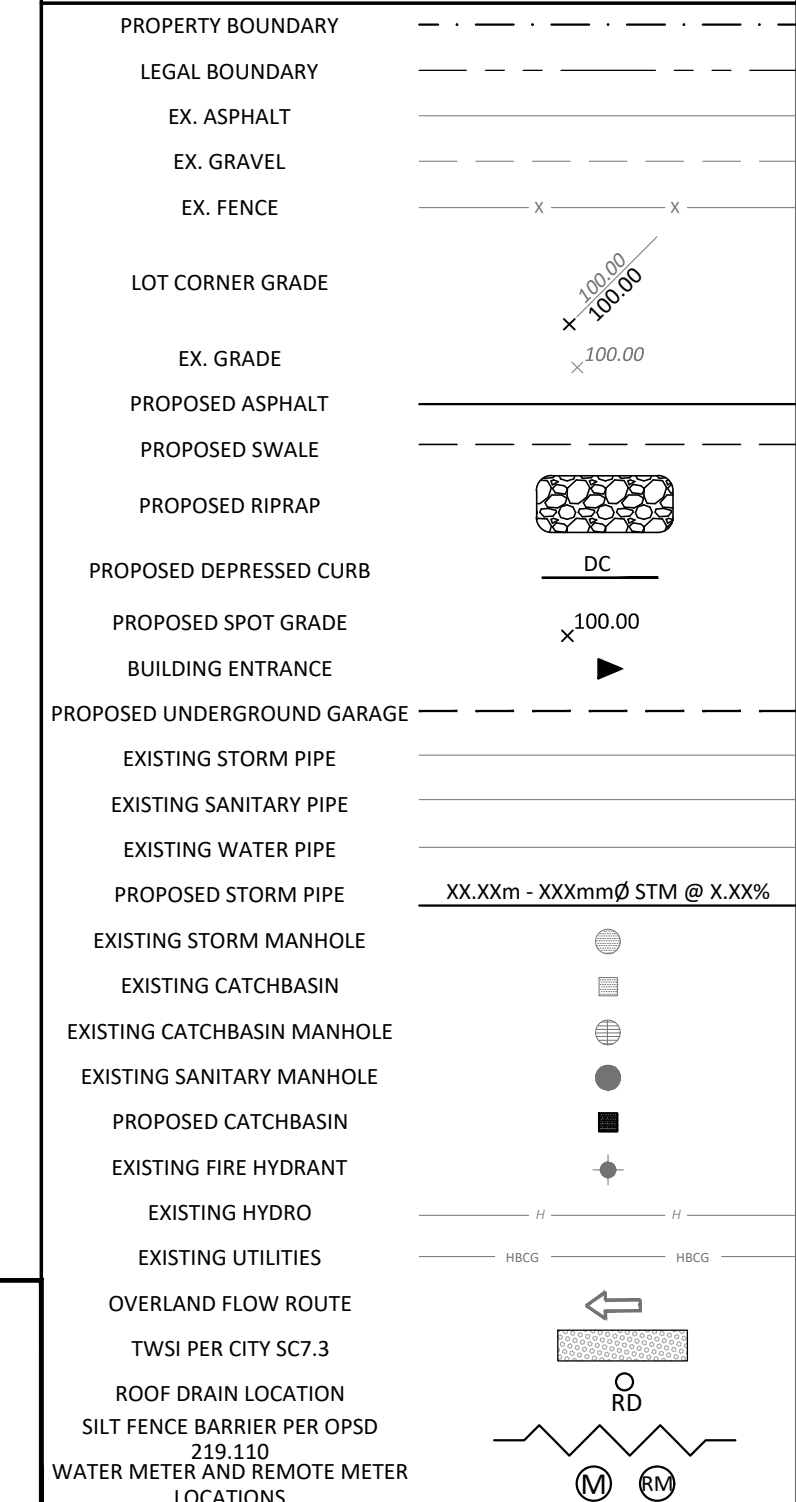 PROPERTY BOUNDARY
LEGAL BOUNDARY
EX. ASPHALT
EX. GRAVEL
EX. FENCE X X
LOT CORNER GRADE 100.00
100.00
EX. GRADE 100.00
PROPOSED ASPHALT
PROPOSED SWALE
PROPOSED RIPRAP
PROPOSED DEPRESSED CURB DC
PROPOSED SPOT GRADE 100.00
BUILDING ENTRANCE
PROPOSED UNDERGROUND GARAGE
EXISTING STORM PIPE
EXISTING SANITARY PIPE
EXISTING WATER PIPE
PROPOSED STORM PIPE XX.XXm - XXXmmØ STM @ X.XX%
EXISTING STORM MANHOLE
EXISTING CATCHBASIN
EXISTING CATCHBASIN MANHOLE
EXISTING SANITARY MANHOLE
PROPOSED CATCHBASIN
EXISTING FIRE HYDRANT
EXISTING HYDRO H H
EXISTING UTILITIES HBCG HBCG
OVERLAND FLOW ROUTE
TWSI PER CITY SC7.3
ROOF DRAIN LOCATION RD
SILT FENCE BARRIER PER OPSD
219.110
WATER METER AND REMOTE METER
LOCATIONS M RM